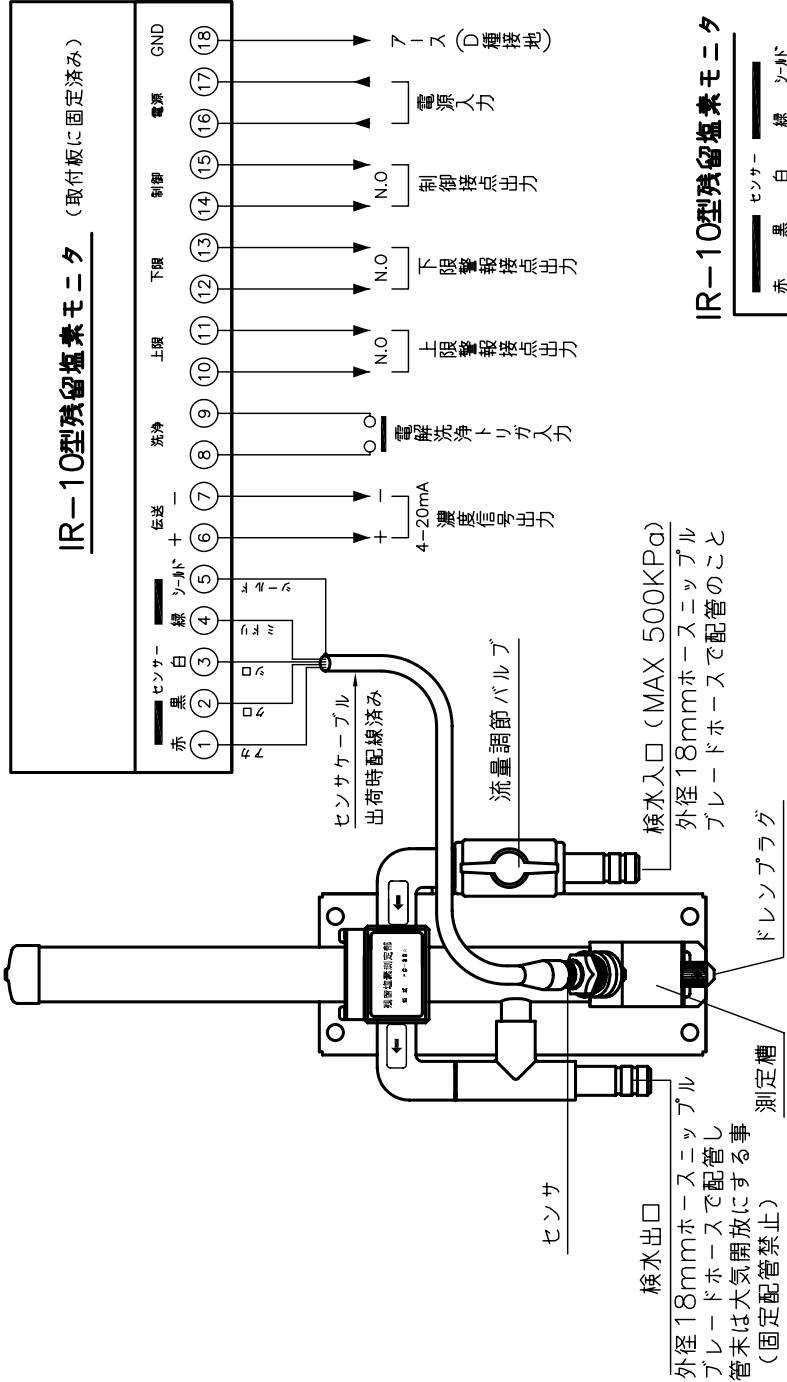 IR−10型残留塩素モニタ （取付板に固定済み）
センサー 伝送 洗浄 上限 下限 制御 電源 GND
赤 黒 白 緑 シールド ＋ −
1 2 3 4 5 6 7 8 9 10 11 12 13 14 15 16 17 18
アカ クロ シロ ミドリ シールド
センサケーブル
出荷時配線済み
＋ −
4−20mA
濃度信号出力
電解洗浄トリガ入力
N.O
上限警報接点出力
N.O
下限警報接点出力
N.O
制御接点出力
電源入力
アース（D種接地）
流量調節バルブ
残留塩素測定部
検水入口（MAX 500KPa）
外径18mmホースニップル
ブレードホースで配管のこと
ドレンプラグ
測定槽
センサ
検水出口
外径18mmホースニップル
ブレードホースで配管し
管末は大気開放にする事
（固定配管禁止）
IR−10型残留塩素モニタ
センサー
赤 黒 白 緑 シールド